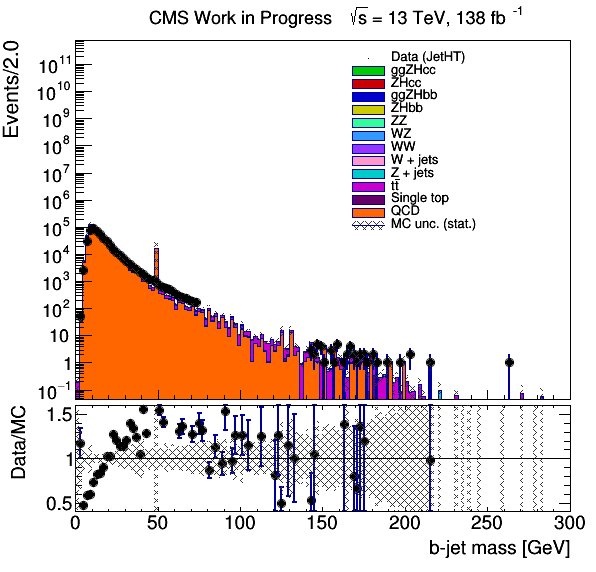 CMS Work in Progress √s = 13 TeV, 138 fb⁻¹
Events/2.0
10¹¹
10¹⁰
10⁹
10⁸
10⁷
10⁶
10⁵
10⁴
10³
10²
10
1
10⁻¹
Data (JetHT)
ggZHcc
ZHcc
ggZHbb
ZHbb
ZZ
WZ
WW
W + jets
Z + jets
tt̄
Single top
QCD
MC unc. (stat.)
Data/MC
1.5
1
0.5
0 50 100 150 200 250 300
b-jet mass [GeV]